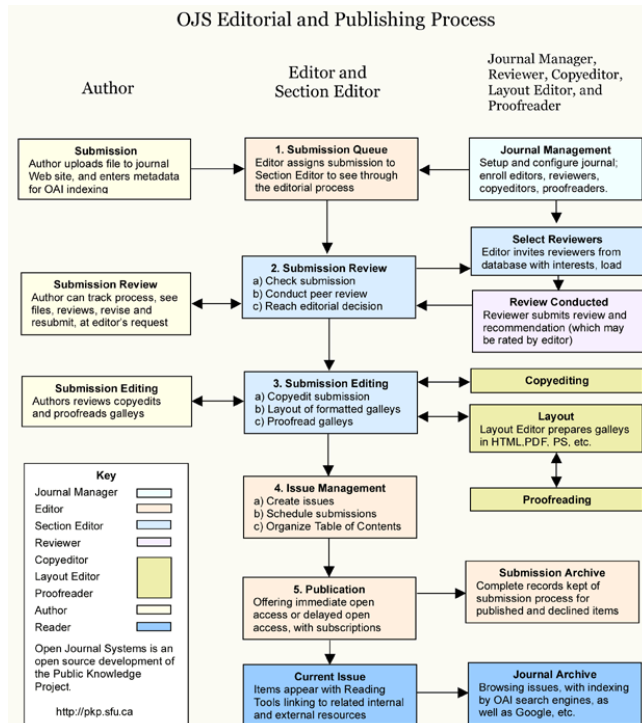 OJS Editorial and Publishing Process
Author
Editor and
Section Editor
Journal Manager,
Reviewer, Copyeditor,
Layout Editor, and
Proofreader
Submission
Author uploads file to journal
Web site, and enters metadata
for OAI indexing
1. Submission Queue
Editor assigns submission to
Section Editor to see through
the editorial process
Journal Management
Setup and configure journal;
enroll editors, reviewers,
copyeditors, proofreaders.
Select Reviewers
Editor invites reviewers from
database with interests, load
Submission Review
Author can track process, see
files, reviews, revise and
resubmit, at editor's request
2. Submission Review
a) Check submission
b) Conduct peer review
c) Reach editorial decision
Review Conducted
Reviewer submits review and
recommendation (which may
be rated by editor)
Submission Editing
Authors reviews copyedits
and proofreads galleys
3. Submission Editing
a) Copyedit submission
b) Layout of formatted galleys
c) Proofread galleys
Copyediting
Layout
Layout Editor prepares galleys
in HTML,PDF, PS, etc.
Proofreading
Key
Journal Manager
Editor
Section Editor
Reviewer
Copyeditor
Layout Editor
Proofreader
Author
Reader
Open Journal Systems is an
open source development of
the Public Knowledge
Project.
http://pkp.sfu.ca
4. Issue Management
a) Create issues
b) Schedule submissions
c) Organize Table of Contents
5. Publication
Offering immediate open
access or delayed open
access, with subscriptions
Submission Archive
Complete records kept of
submission process for
published and declined items
Current Issue
Items appear with Reading
Tools linking to related internal
and external resources
Journal Archive
Browsing issues, with indexing
by OAI search engines, as
well as Google, etc.